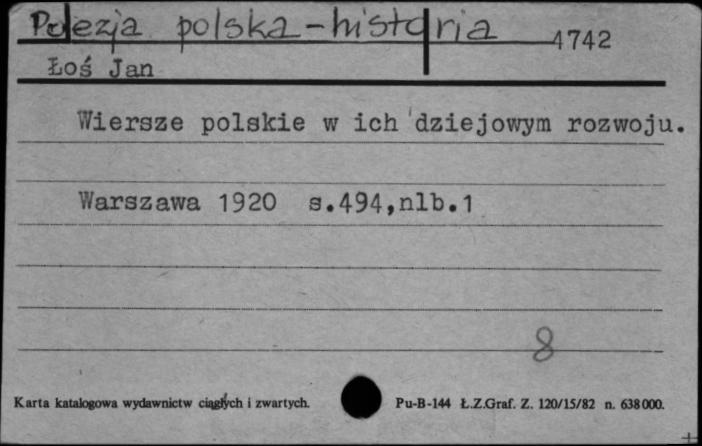 Poezja polska - historia 4742
Łoś Jan
Wiersze polskie w ich dziejowym rozwoju.
Warszawa 1920 s.494,nlb.1
8
Karta katalogowa wydawnictw ciągłych i zwartych. Pu-B-144 Ł.Z.Graf. Z. 120/15/82 n. 638000.